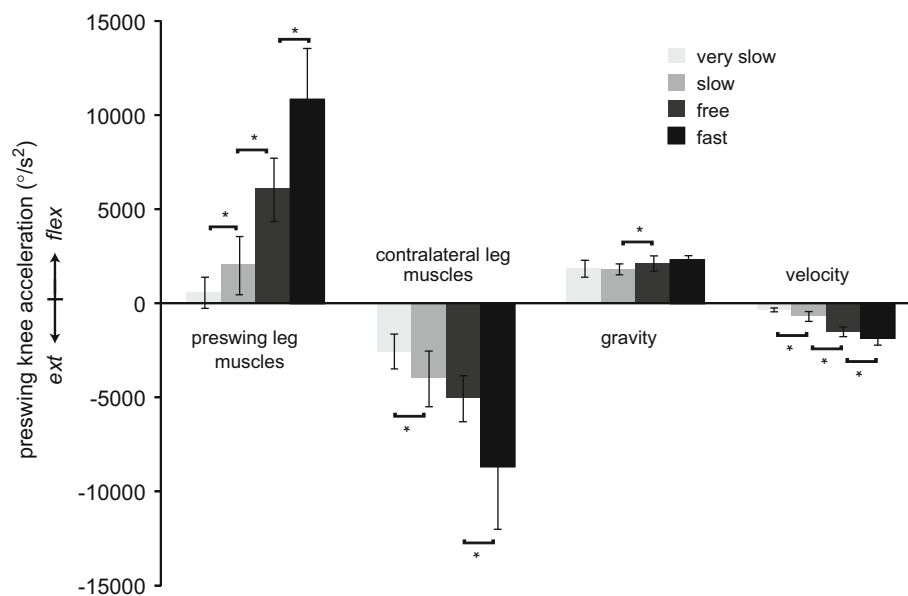 15000
10000
5000
0
-5000
-10000
-15000
preswing knee acceleration (°/s²)
ext
flex
very slow
slow
free
fast
*
*
*
preswing leg
muscles
contralateral leg
muscles
*
*
*
gravity
velocity
*
*
*